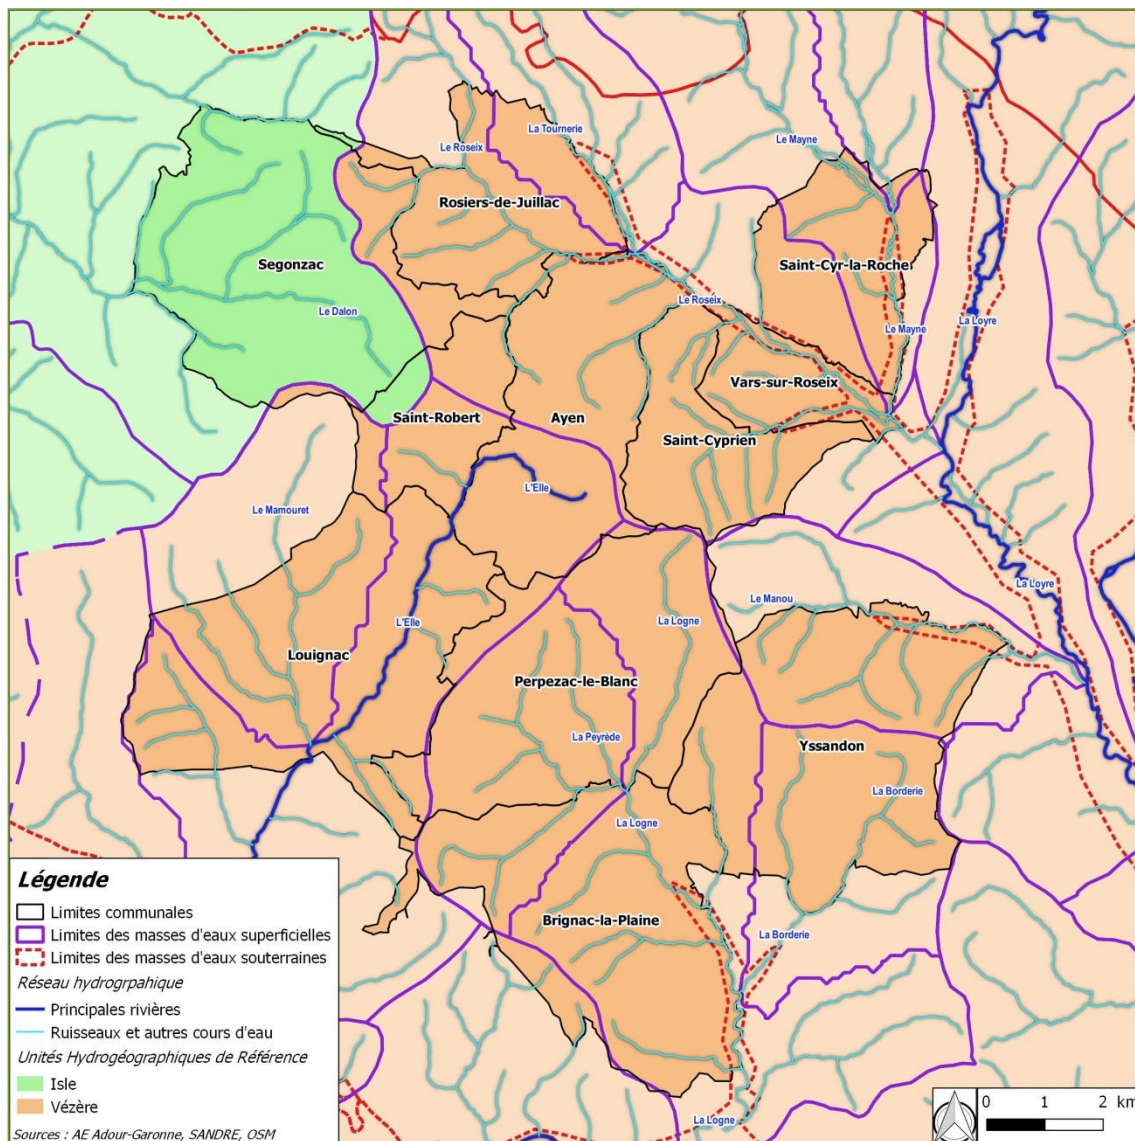 La Tournerie
Le Roseix
Le Mayne
Rosiers-de-Juillac
Segonzac
Saint-Cyr-la-Roche
Le Roseix
Le Dalon
Le Mayne
La Loyre
Vars-sur-Roseix
Saint-Robert
Ayen
Saint-Cyprien
L'Elle
Le Mamouret
La Loyre
Le Manou
L'Elle
La Logne
Louignac
Perpezac-le-Blanc
La Peyrède
Yssandon
La Borderie
La Logne
Brignac-la-Plaine
La Borderie
La Logne
Légende
Limites communales
Limites des masses d'eaux superficielles
Limites des masses d'eaux souterraines
Réseau hydrogrpahique
Principales rivières
Ruisseaux et autres cours d'eau
Unités Hydrogéographiques de Référence
Isle
Vézère
Sources : AE Adour-Garonne, SANDRE, OSM
0 1 2 km